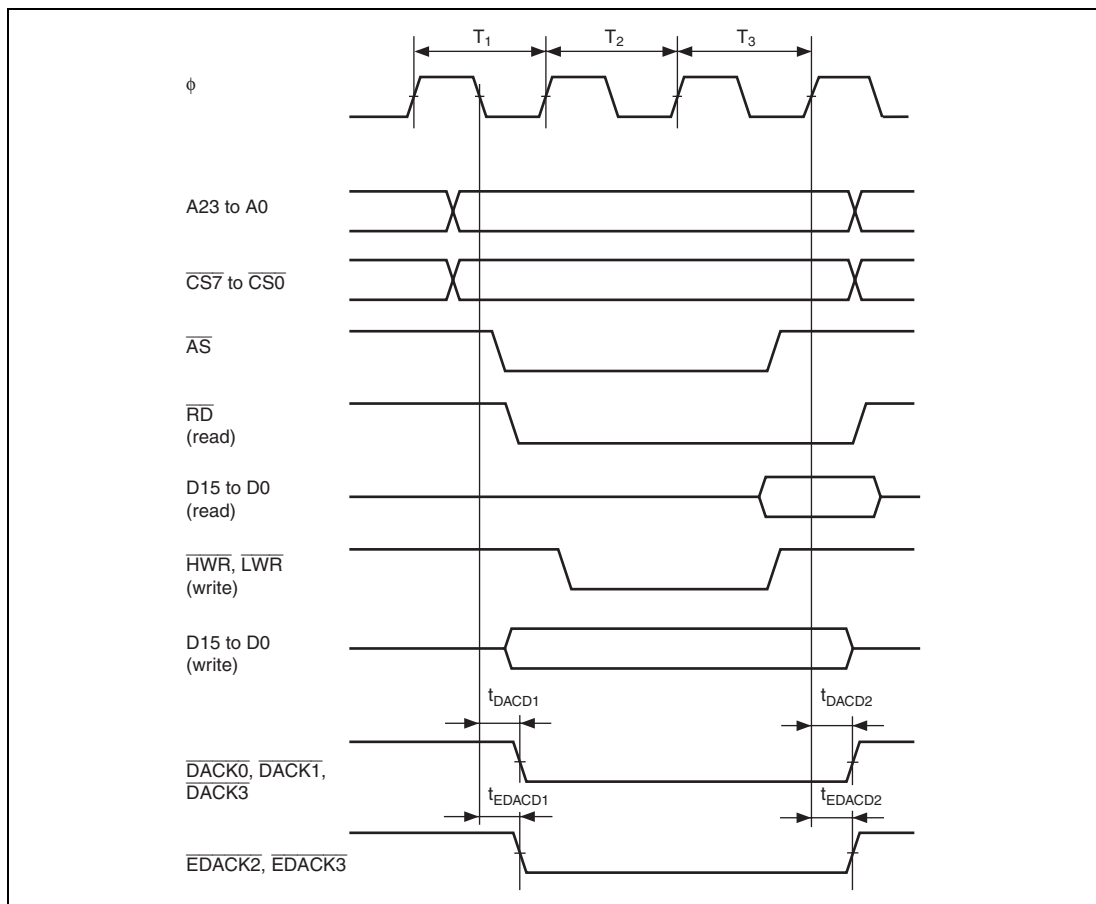 T1 T2 T3
ϕ
A23 to A0
CS7 to CS0
AS
RD
(read)
D15 to D0
(read)
HWR, LWR
(write)
D15 to D0
(write)
tDACD1 tDACD2
DACK0, DACK1,
DACK3
tEDACD1 tEDACD2
EDACK2, EDACK3